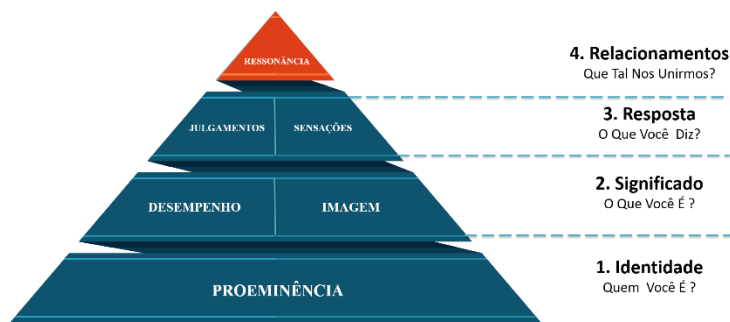 RESSONÂNCIA
4. Relacionamentos
Que Tal Nos Unirmos?
JULGAMENTOS
SENSAÇÕES
3. Resposta
O Que Você Diz?
DESEMPENHO
IMAGEM
2. Significado
O Que Você É ?
PROEMINÊNCIA
1. Identidade
Quem Você É ?